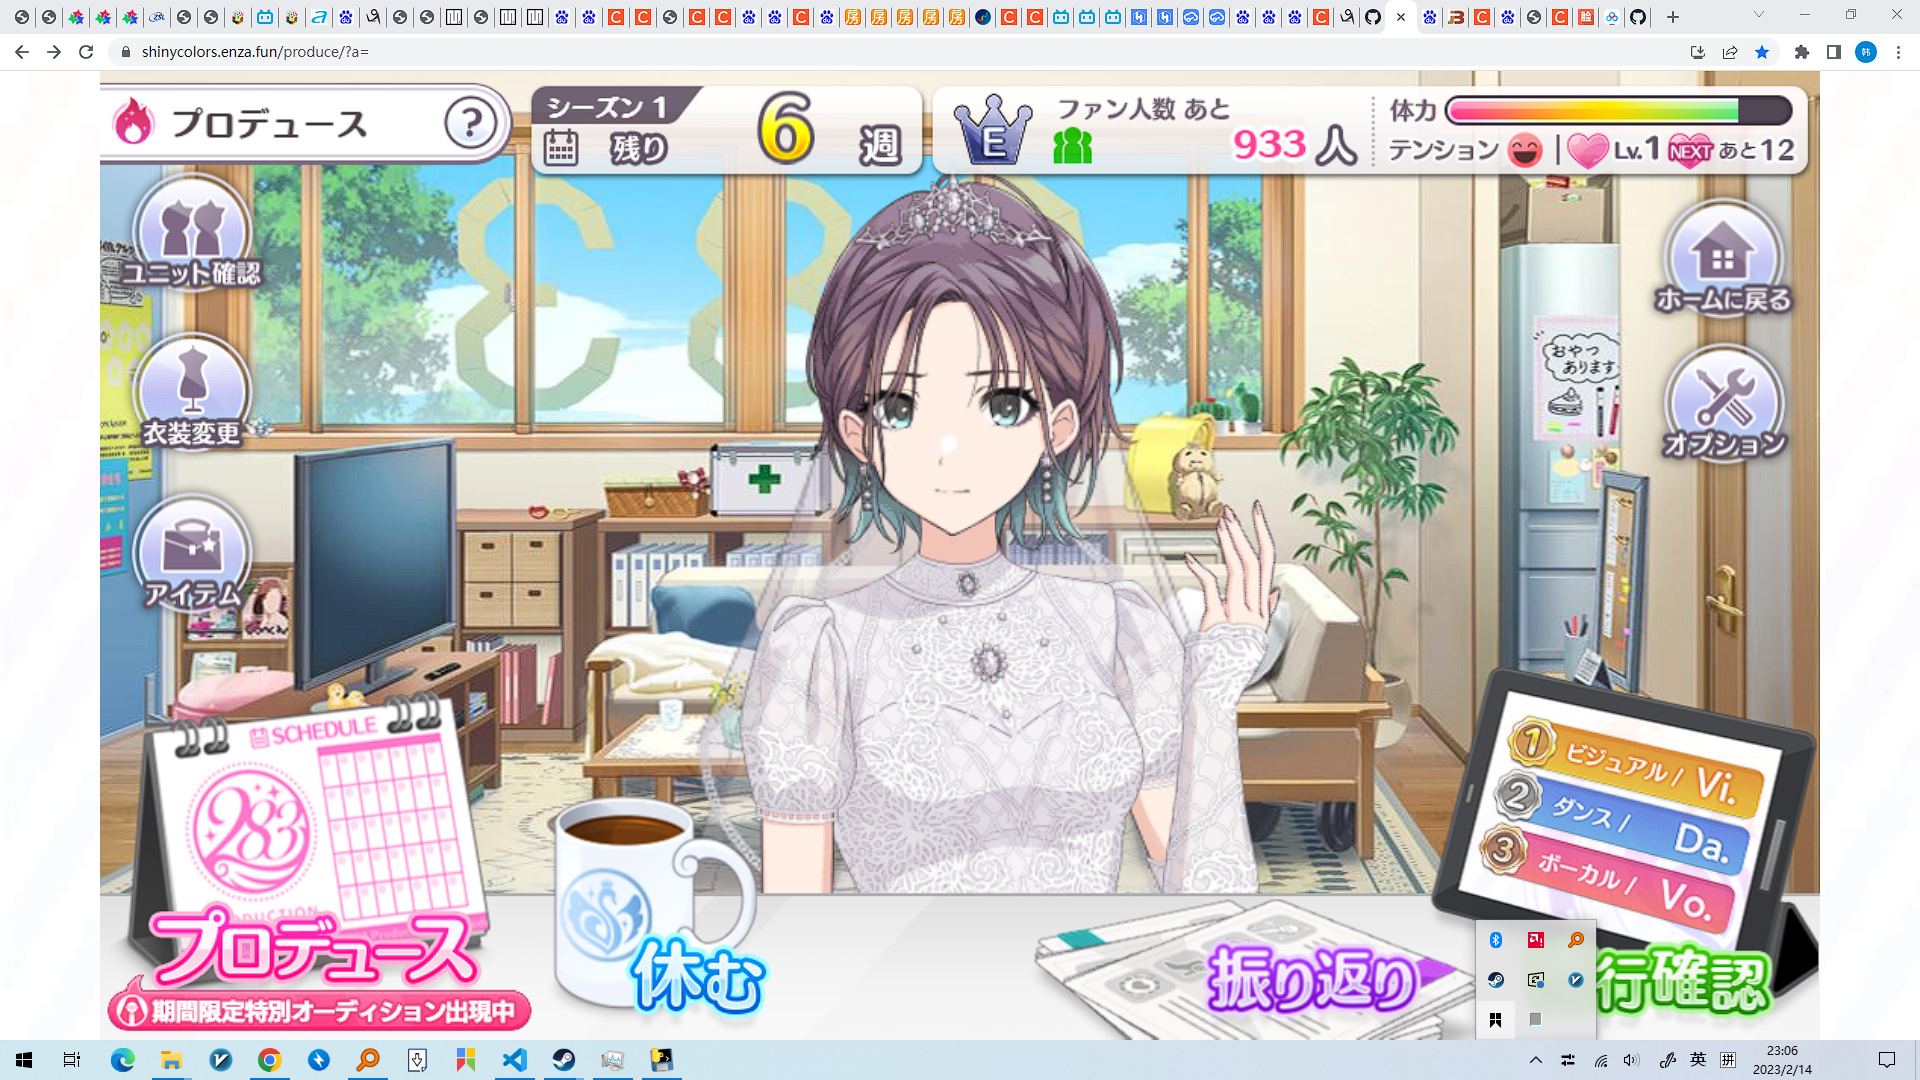 shinycolors.enza.fun/produce/?a=
韩
プロデュース
?
シーズン 1
残り 6 週
E
ファン人数 あと
933 人
体力
テンション Lv.1 NEXT あと12
ユニット確認
衣装変更
アイテム
ホームに戻る
おやつ
あります
オプション
SCHEDULE
283
プロデュース
期間限定特別オーディション出現中
休む
振り返り
1 ビジュアル / Vi.
2 ダンス / Da.
3 ボーカル / Vo.
行確認
英
拼
23:06
2023/2/14